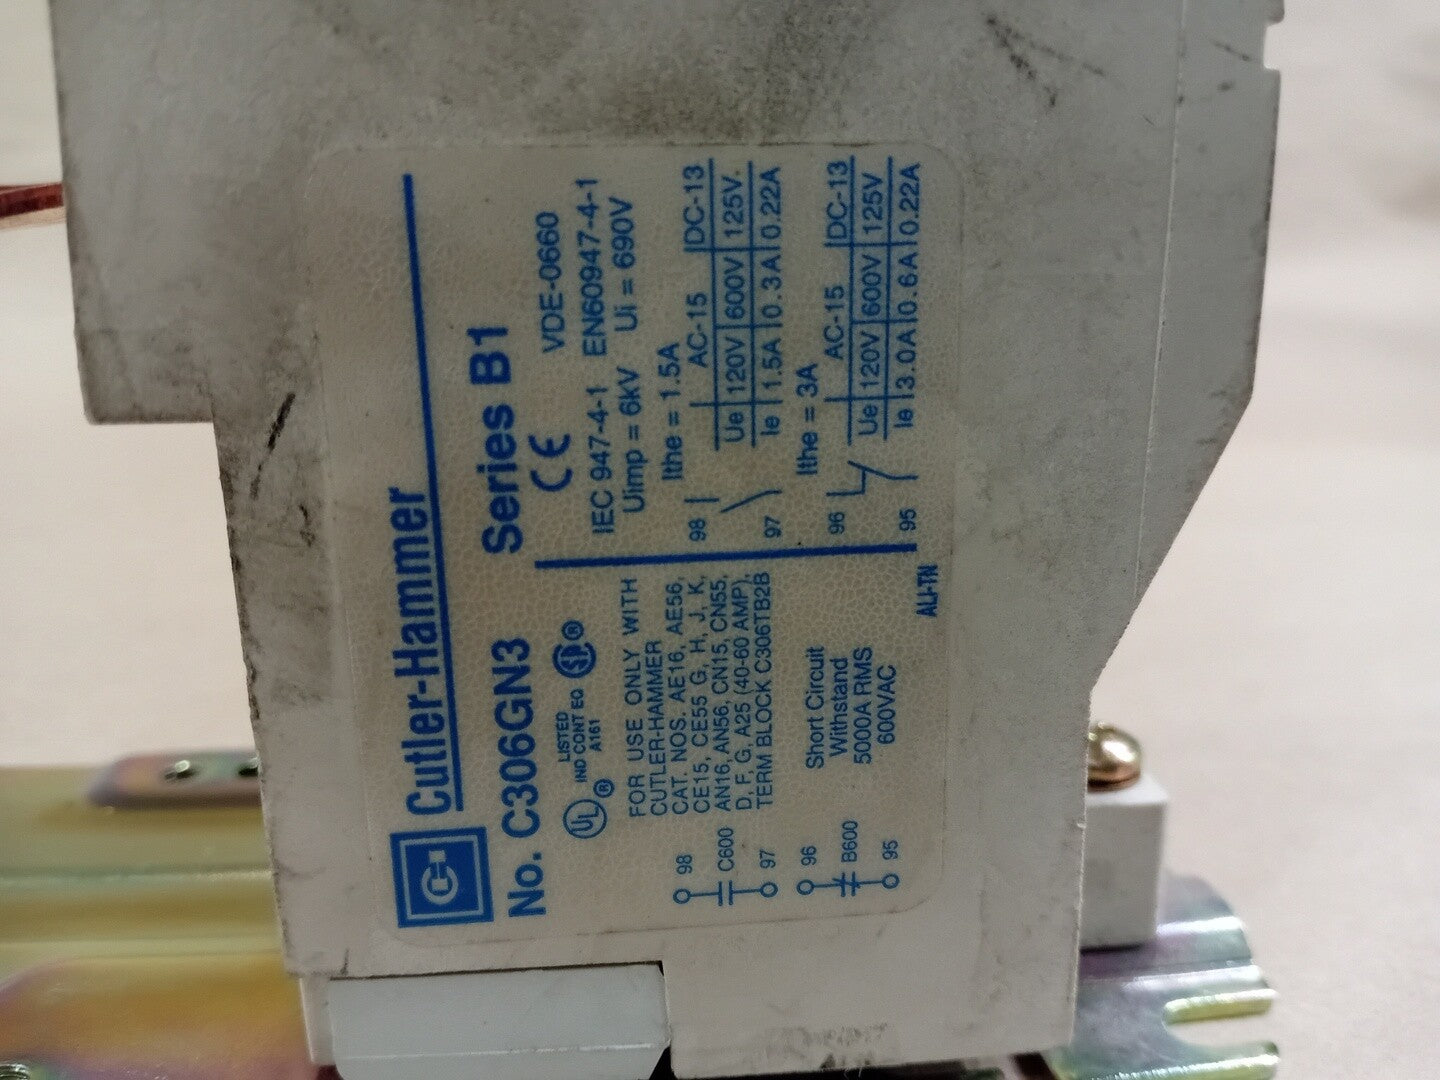 Cutler-Hammer
No. C306GN3 Series B1
UL ® LISTED
IND CONT EQ
A161
SP ®
CE VDE-0660
IEC 947-4-1 EN60947-4-1
Uimp = 6kV Ui = 690V
FOR USE ONLY WITH
CUTLER-HAMMER
CAT. NOS. AE16, AE56,
CE15, CE55 G, H, J, K,
AN16, AN56, CN15, CN55,
D, F, G, A25 (40-60 AMP),
TERM BLOCK C306TB2B
98
C600
97
96
B600
95
Short Circuit
Withstand
5000A RMS
600VAC
Ithe = 1.5A
98 AC-15 DC-13
Ue 120V 600V 125V.
97 Ie 1.5A 0.3A 0.22A
Ithe = 3A
96 AC-15 DC-13
Ue 120V 600V 125V
95 Ie 3.0A 0.6A 0.22A
ALJ-TN